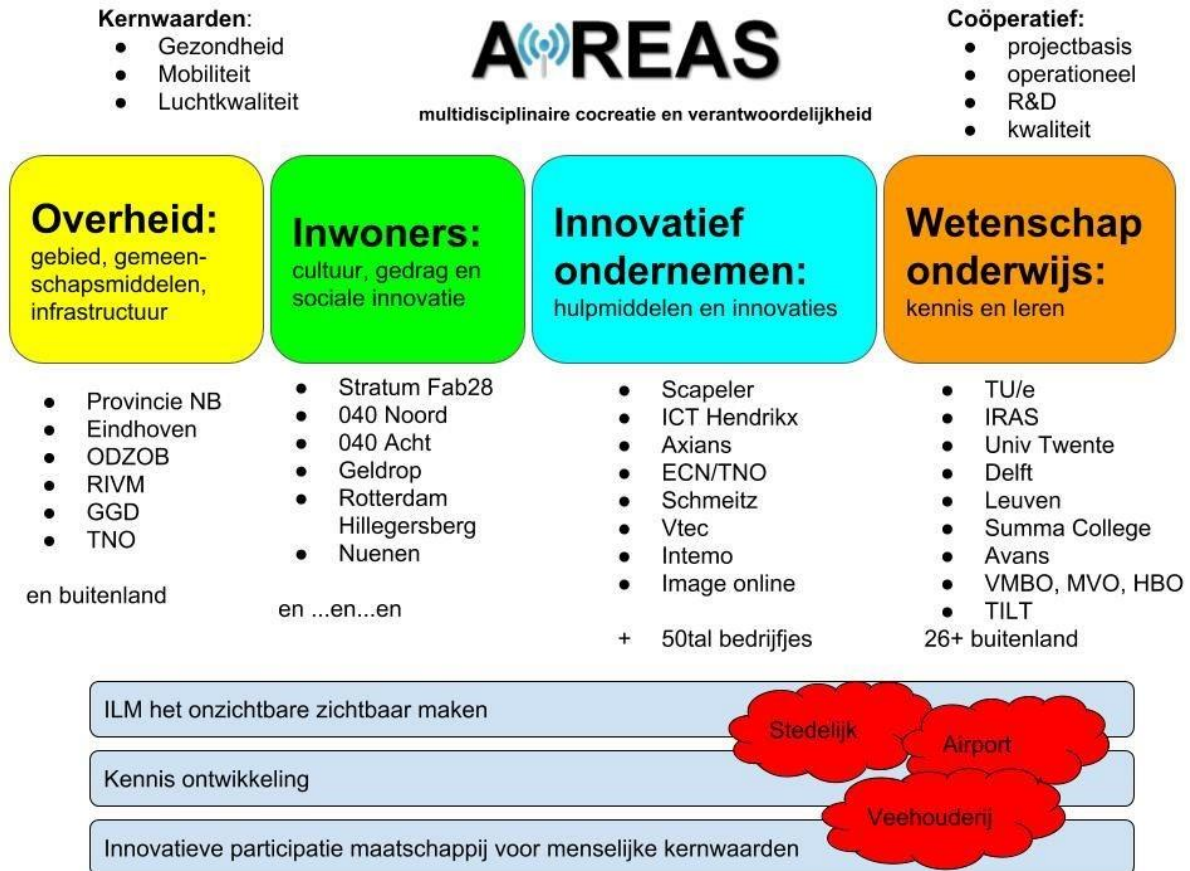 Kernwaarden:
● Gezondheid
● Mobiliteit
● Luchtkwaliteit
AiREAS
multidisciplinaire cocreatie en verantwoordelijkheid
Coöperatief:
● projectbasis
● operationeel
● R&D
● kwaliteit
Overheid:
gebied, gemeen-
schapsmiddelen,
infrastructuur
Inwoners:
cultuur, gedrag en
sociale innovatie
Innovatief
ondernemen:
hulpmiddelen en innovaties
Wetenschap
onderwijs:
kennis en leren
● Provincie NB
● Eindhoven
● ODZOB
● RIVM
● GGD
● TNO
en buitenland
● Stratum Fab28
● 040 Noord
● 040 Acht
● Geldrop
● Rotterdam
Hillegersberg
● Nuenen
en ...en...en
● Scapeler
● ICT Hendrikx
● Axians
● ECN/TNO
● Schmeitz
● Vtec
● Intemo
● Image online
+ 50tal bedrijfjes
● TU/e
● IRAS
● Univ Twente
● Delft
● Leuven
● Summa College
● Avans
● VMBO, MVO, HBO
● TILT
26+ buitenland
ILM het onzichtbare zichtbaar maken
Stedelijk
Airport
Kennis ontwikkeling
Veehouderij
Innovatieve participatie maatschappij voor menselijke kernwaarden